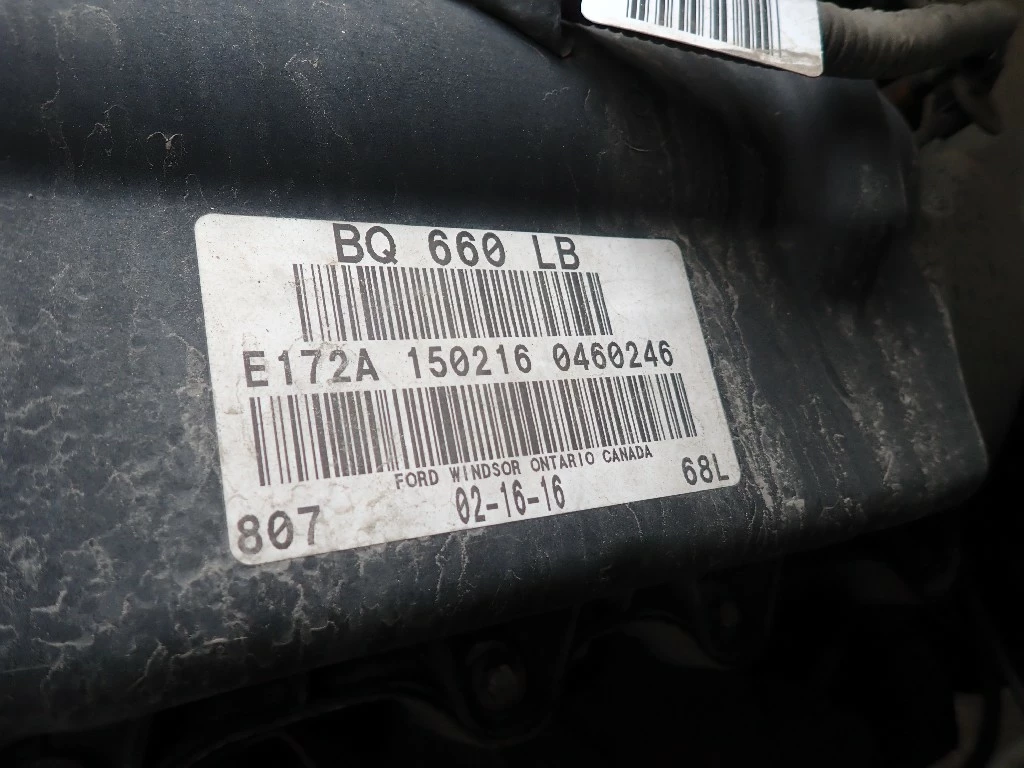 BQ 660 LB
E172A 150216 0460246
FORD WINDSOR ONTARIO CANADA
807 02-16-16 68L